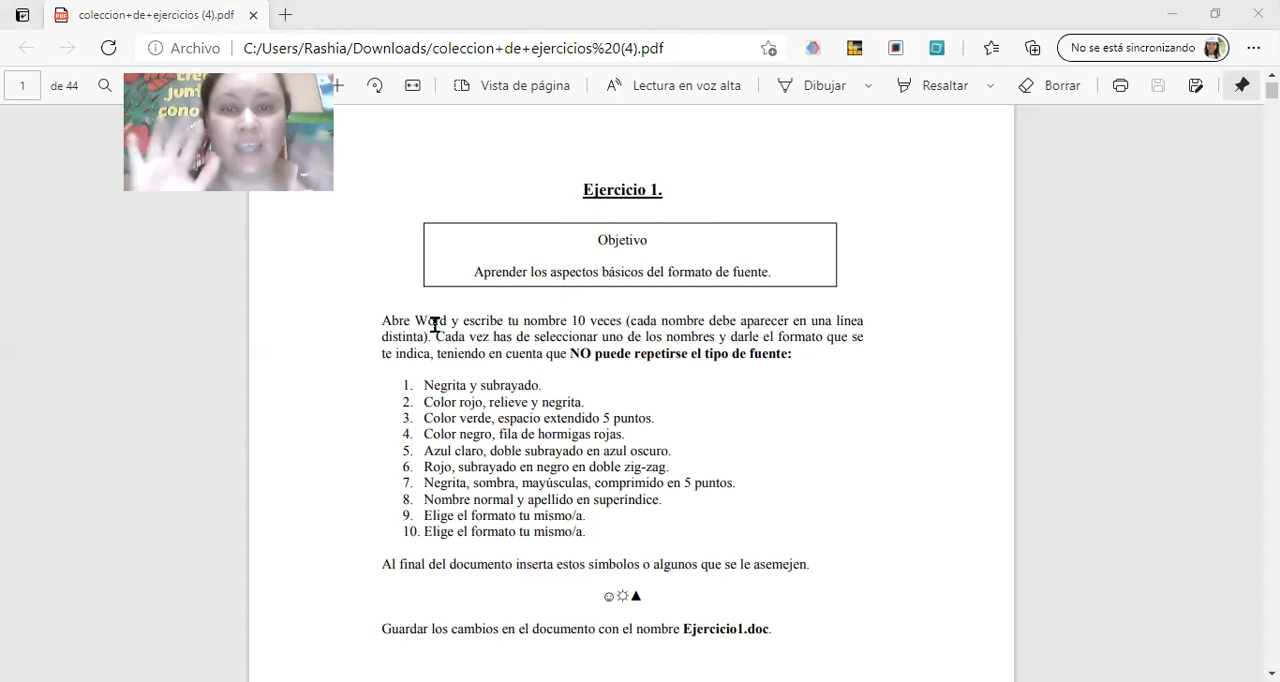 coleccion+de+ejercicios (4).pdf
Archivo C:/Users/Rashia/Downloads/coleccion+de+ejercicios%20(4).pdf No se está sincronizando
1 de 44 Vista de página Lectura en voz alta Dibujar Resaltar Borrar
junt
cono
Ejercicio 1.
Objetivo
Aprender los aspectos básicos del formato de fuente.
Abre Word y escribe tu nombre 10 veces (cada nombre debe aparecer en una línea
distinta). Cada vez has de seleccionar uno de los nombres y darle el formato que se
te indica, teniendo en cuenta que NO puede repetirse el tipo de fuente:
1. Negrita y subrayado.
2. Color rojo, relieve y negrita.
3. Color verde, espacio extendido 5 puntos.
4. Color negro, fila de hormigas rojas.
5. Azul claro, doble subrayado en azul oscuro.
6. Rojo, subrayado en negro en doble zig-zag.
7. Negrita, sombra, mayúsculas, comprimido en 5 puntos.
8. Nombre normal y apellido en superíndice.
9. Elige el formato tu mismo/a.
10. Elige el formato tu mismo/a.
Al final del documento inserta estos símbolos o algunos que se le asemejen.
☺☼▲
Guardar los cambios en el documento con el nombre Ejercicio1.doc.